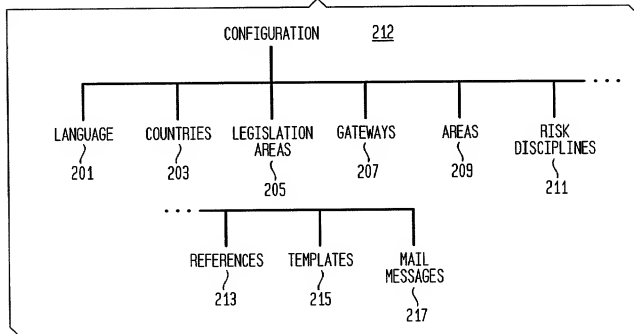 CONFIGURATION 212
LANGUAGE COUNTRIES LEGISLATION AREAS GATEWAYS AREAS RISK DISCIPLINES
201 203 205 207 209 211
REFERENCES TEMPLATES MAIL MESSAGES
213 215 217